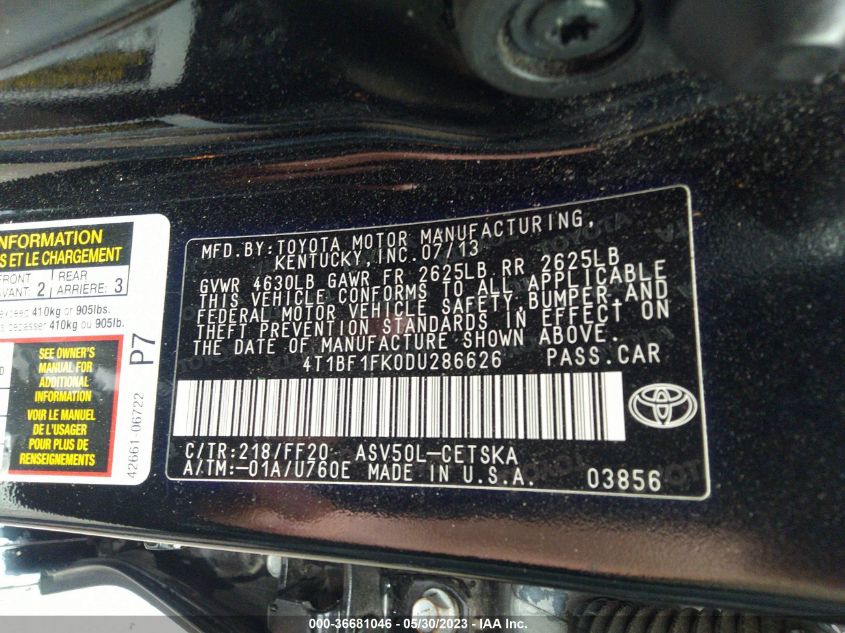 MFD.BY:TOYOTA MOTOR MANUFACTURING,
KENTUCKY,INC.07/13
GVWR 4630LB GAWR FR 2625LB RR 2625LB
THIS VEHICLE CONFORMS TO ALL APPLICABLE
FEDERAL MOTOR VEHICLE SAFETY,BUMPER,AND
THEFT PREVENTION STANDARDS IN EFFECT ON
THE DATE OF MANUFACTURE SHOWN ABOVE.
4T1BF1FK0DU286626 PASS.CAR
C/TR:218/FF20 ASV50L-CETSKA
A/TM:-01A/U760E MADE IN U.S.A.
03856
INFORMATION
ET LE CHARGEMENT
FRONT
AVANT: 2
REAR
ARRIÈRE: 3
exceed 410kg or 905lbs.
dépasser 410kg ou 905lb.
SEE OWNER'S
MANUAL FOR
ADDITIONAL
INFORMATION
VOIR LE MANUEL
DE L'USAGER
POUR PLUS DE
RENSEIGNEMENTS
P7
42661-06722
000-36681046 - 05/30/2023 - IAA Inc.